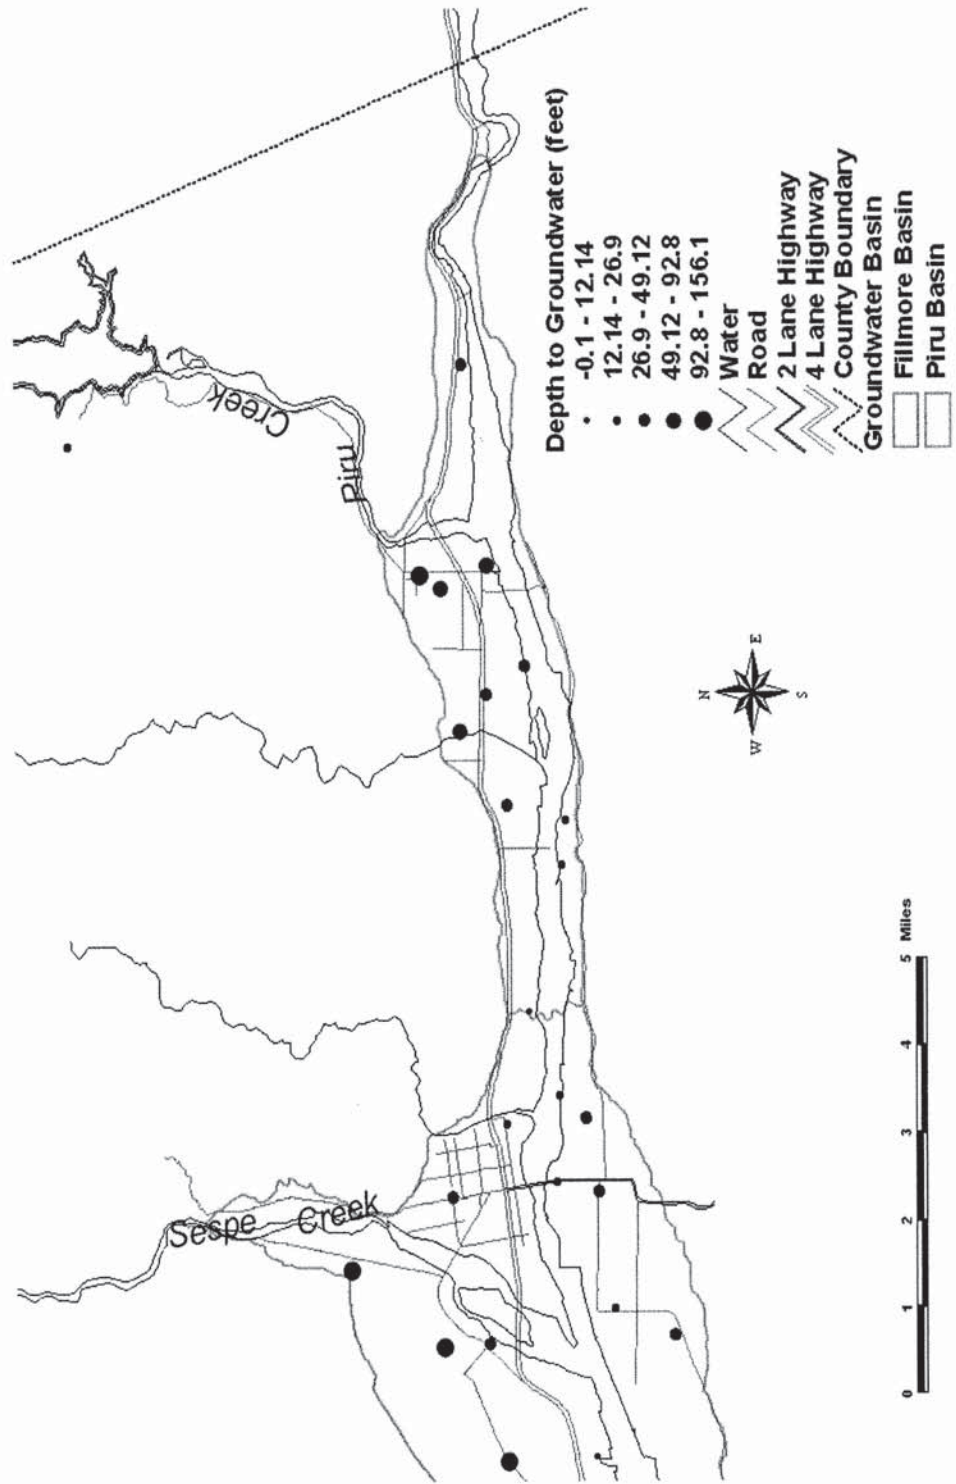 Piru
Creek
Sespe
Creek
Depth to Groundwater (feet)
-0.1 - 12.14
12.14 - 26.9
26.9 - 49.12
49.12 - 92.8
92.8 - 156.1
Water
Road
2 Lane Highway
4 Lane Highway
County Boundary
Groundwater Basin
Fillmore Basin
Piru Basin
N
W
E
S
0 1 2 3 4 5 Miles